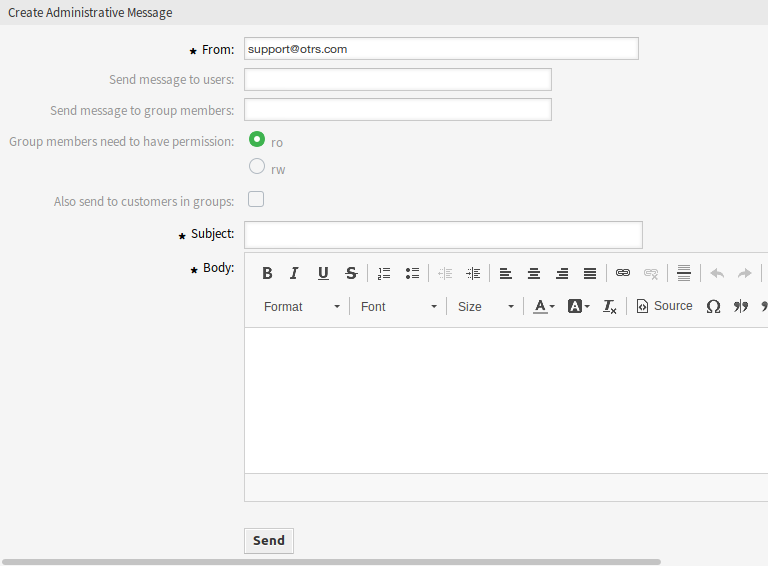 Create Administrative Message
★ From: support@otrs.com
Send message to users:
Send message to group members:
Group members need to have permission: ro
rw
Also send to customers in groups:
★ Subject:
★ Body: B I U S
Format Font Size A A Tx Source Ω
Send